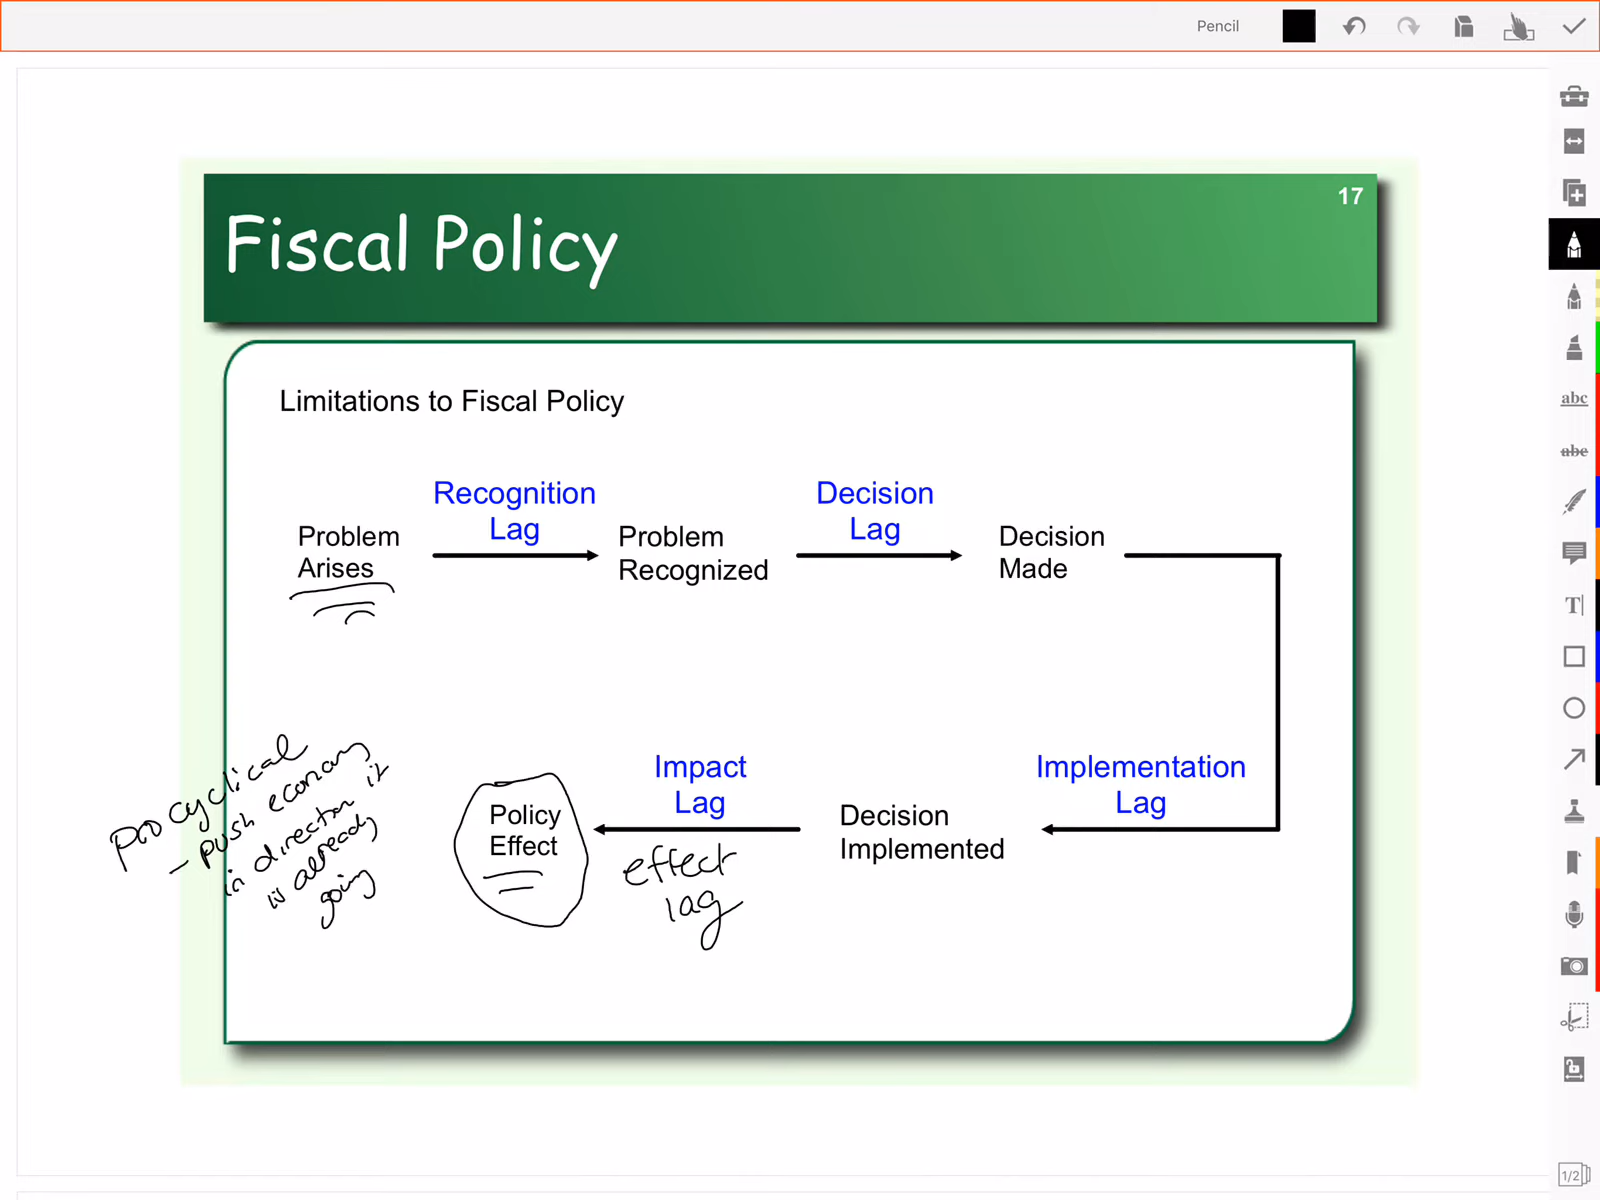 Pencil
17
Fiscal Policy
Limitations to Fiscal Policy
Problem
Arises
Recognition
Lag
Problem
Recognized
Decision
Lag
Decision
Made
Implementation
Lag
Decision
Implemented
Impact
Lag
effect
lag
Policy
Effect
procyclical
- push economy
in direction it
is already
going
abc
abc
T
1/2